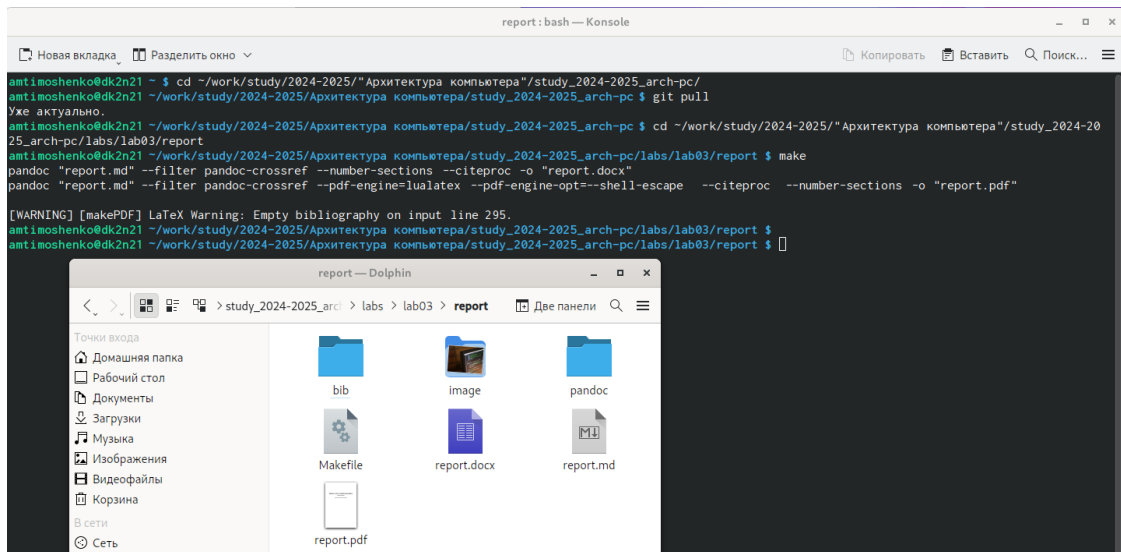 report : bash — Konsole
Новая вкладка Разделить окно Копировать Вставить Поиск...
amtimoshenko@dk2n21 ~ $ cd ~/work/study/2024-2025/"Архитектура компьютера"/study_2024-2025_arch-pc/
amtimoshenko@dk2n21 ~/work/study/2024-2025/Архитектура компьютера/study_2024-2025_arch-pc $ git pull
Уже актуально.
amtimoshenko@dk2n21 ~/work/study/2024-2025/Архитектура компьютера/study_2024-2025_arch-pc $ cd ~/work/study/2024-2025/"Архитектура компьютера"/study_2024-20
25_arch-pc/labs/lab03/report
amtimoshenko@dk2n21 ~/work/study/2024-2025/Архитектура компьютера/study_2024-2025_arch-pc/labs/lab03/report $ make
pandoc "report.md" --filter pandoc-crossref --number-sections --citeproc -o "report.docx"
pandoc "report.md" --filter pandoc-crossref --pdf-engine=lualatex --pdf-engine-opt=--shell-escape --citeproc --number-sections -o "report.pdf"
[WARNING] [makePDF] LaTeX Warning: Empty bibliography on input line 295.
amtimoshenko@dk2n21 ~/work/study/2024-2025/Архитектура компьютера/study_2024-2025_arch-pc/labs/lab03/report $
amtimoshenko@dk2n21 ~/work/study/2024-2025/Архитектура компьютера/study_2024-2025_arch-pc/labs/lab03/report $
report — Dolphin
> study_2024-2025_arc > labs > lab03 > report Две панели
Точки входа
Домашняя папка
Рабочий стол
Документы
Загрузки
Музыка
Изображения
Видеофайлы
Корзина
В сети
Сеть
bib image pandoc
Makefile report.docx report.md
report.pdf